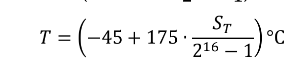 T = (−45 + 175 · S_T / (2^16 − 1)) °C